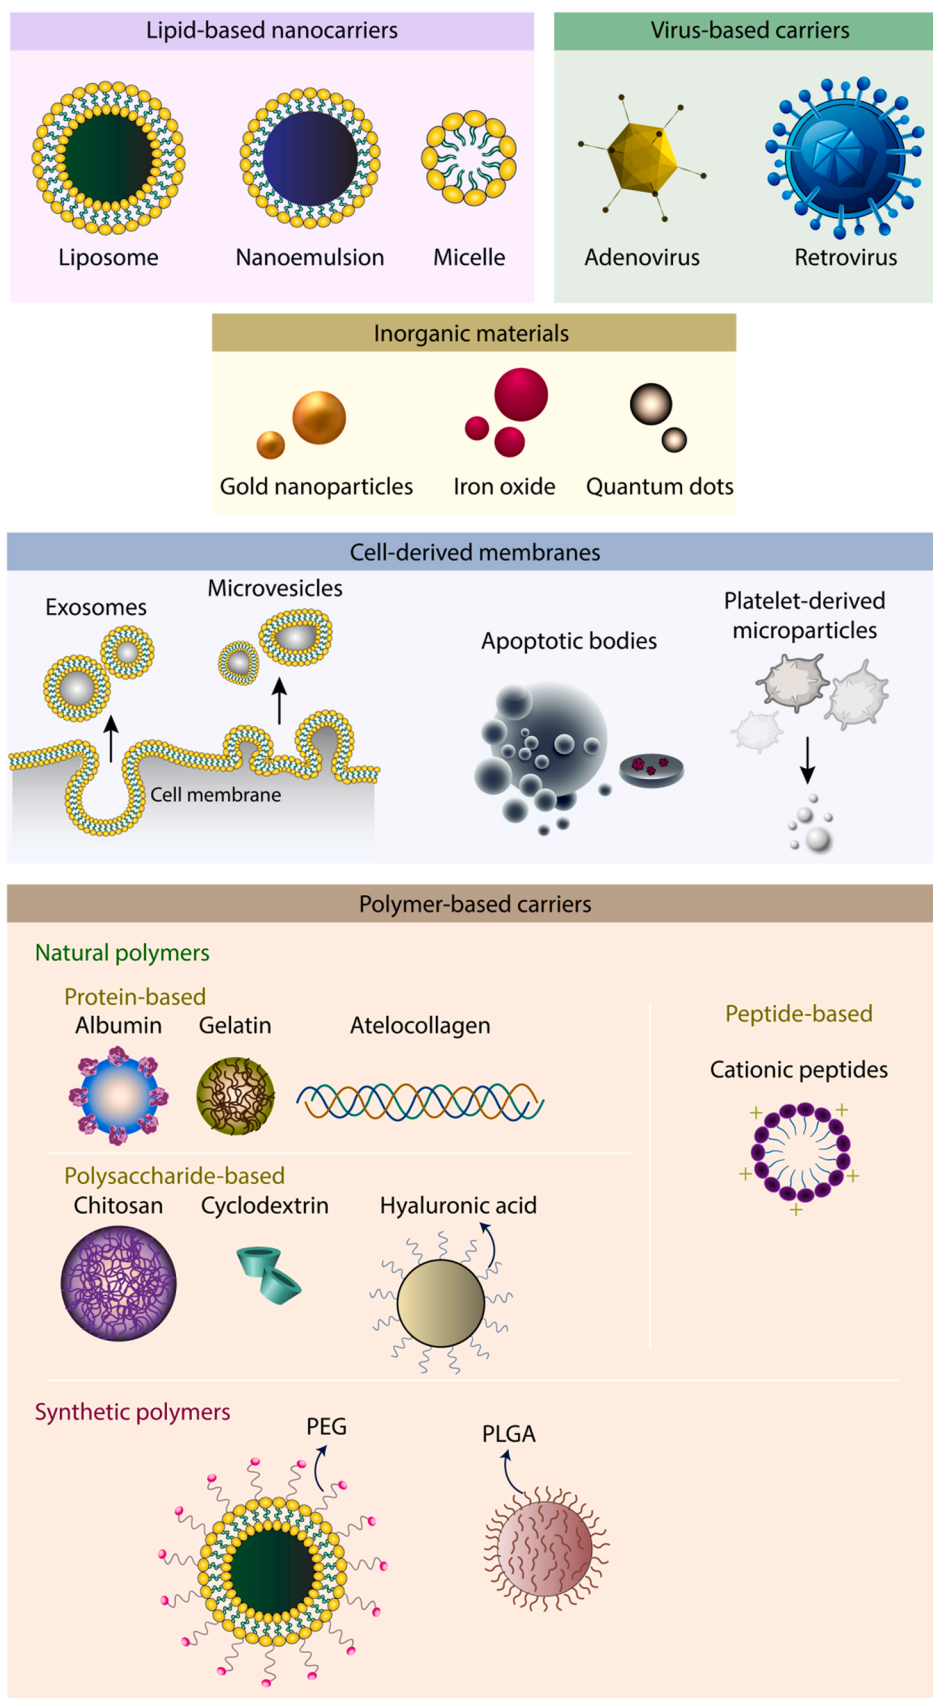 Lipid-based nanocarriers
Liposome
Nanoemulsion
Micelle
Virus-based carriers
Adenovirus
Retrovirus
Inorganic materials
Gold nanoparticles
Iron oxide
Quantum dots
Cell-derived membranes
Exosomes
Microvesicles
Cell membrane
Apoptotic bodies
Platelet-derived
microparticles
Polymer-based carriers
Natural polymers
Protein-based
Albumin
Gelatin
Atelocollagen
Peptide-based
Cationic peptides
+
+
+
+
+
Polysaccharide-based
Chitosan
Cyclodextrin
Hyaluronic acid
Synthetic polymers
PEG
PLGA